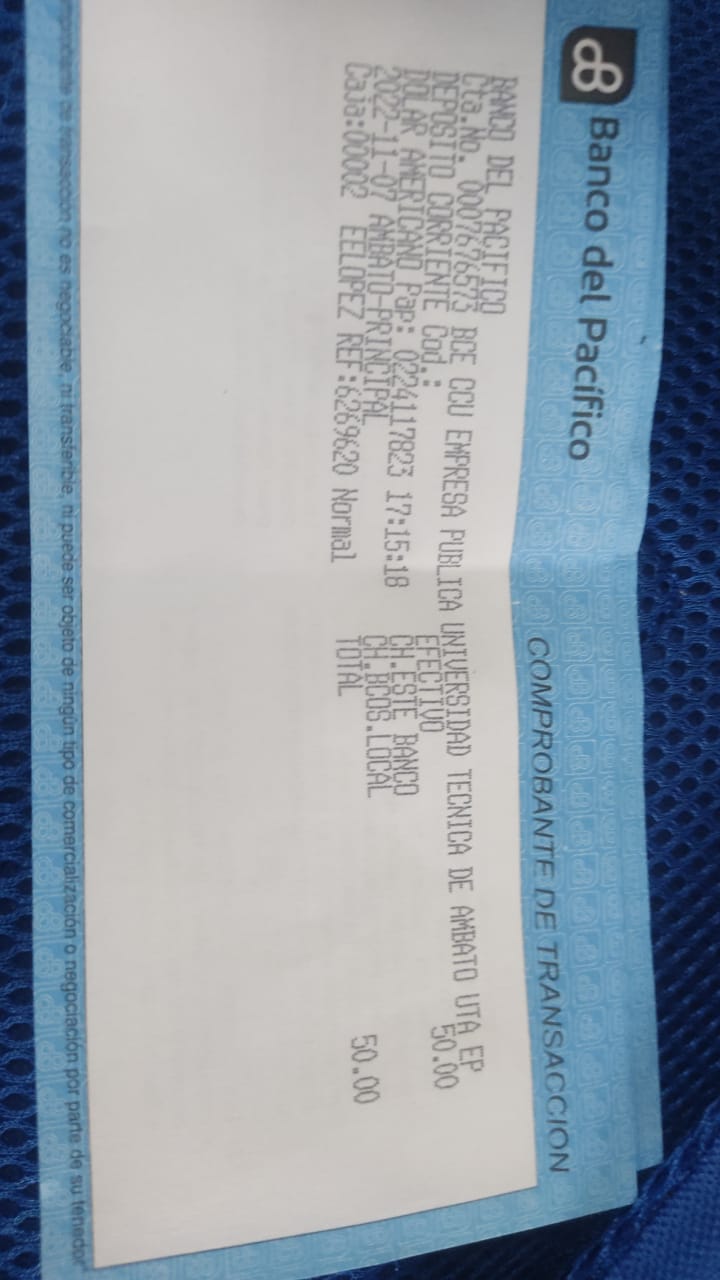 Banco del Pacífico
COMPROBANTE DE TRANSACCION
BANCO DEL PACIFICO
Cta.No. 0007676573 BCE CCU EMPRESA PUBLICA UNIVERSIDAD TECNICA DE AMBATO UTA EP
DEPOSITO CORRIENTE Cod.: EFECTIVO 50.00
DOLAR AMERICANO Pap: 0224117823 17:15:18 CH.ESTE BANCO
2022-11-07 AMBATO-PRINCIPAL CH.BCOS.LOCAL
Caja:00002 EELOPEZ REF:6269620 Normal TOTAL 50.00
de transacción no es negociable, ni transferible, ni puede ser objeto de ningún tipo de comercialización o negociación por parte de su tenedor